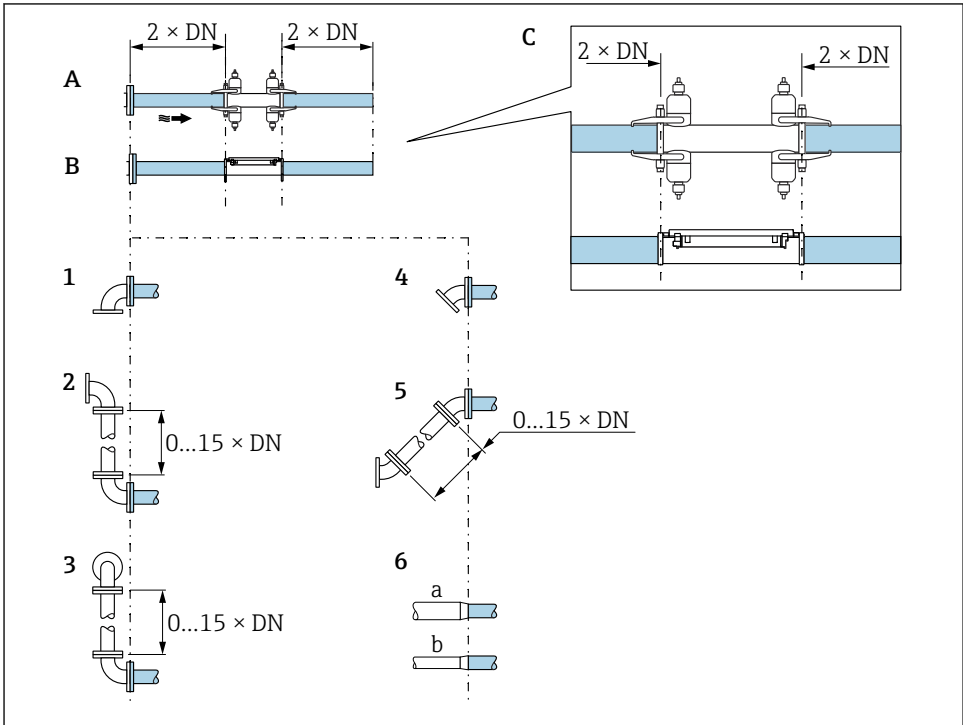 2 × DN 2 × DN
A
B
C
2 × DN 2 × DN
1
2
0...15 × DN
3
0...15 × DN
4
5
0...15 × DN
6
a
b